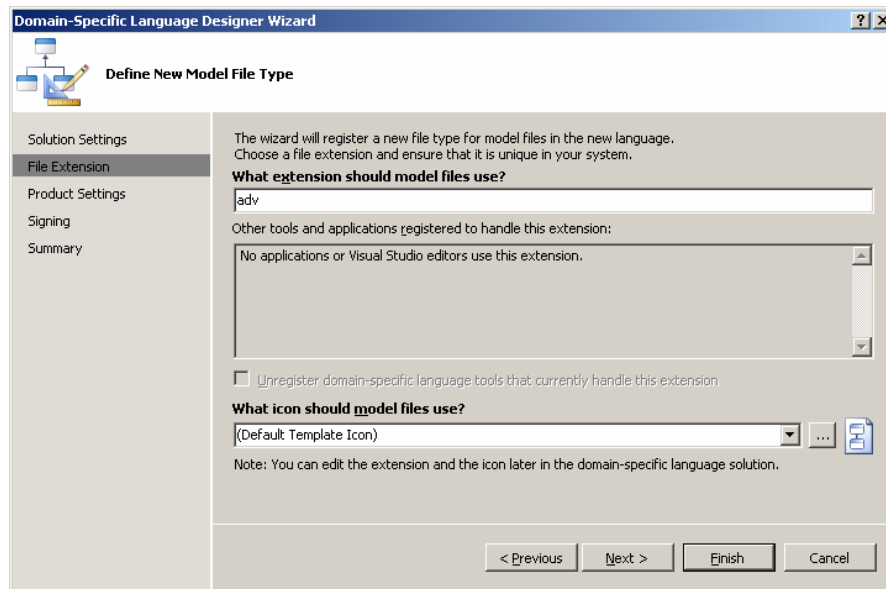 Domain-Specific Language Designer Wizard
Define New Model File Type
Solution Settings
File Extension
Product Settings
Signing
Summary
The wizard will register a new file type for model files in the new language.
Choose a file extension and ensure that it is unique in your system.
What extension should model files use?
adv
Other tools and applications registered to handle this extension:
No applications or Visual Studio editors use this extension.
Unregister domain-specific language tools that currently handle this extension
What icon should model files use?
(Default Template Icon)
...
Note: You can edit the extension and the icon later in the domain-specific language solution.
< Previous Next > Finish Cancel